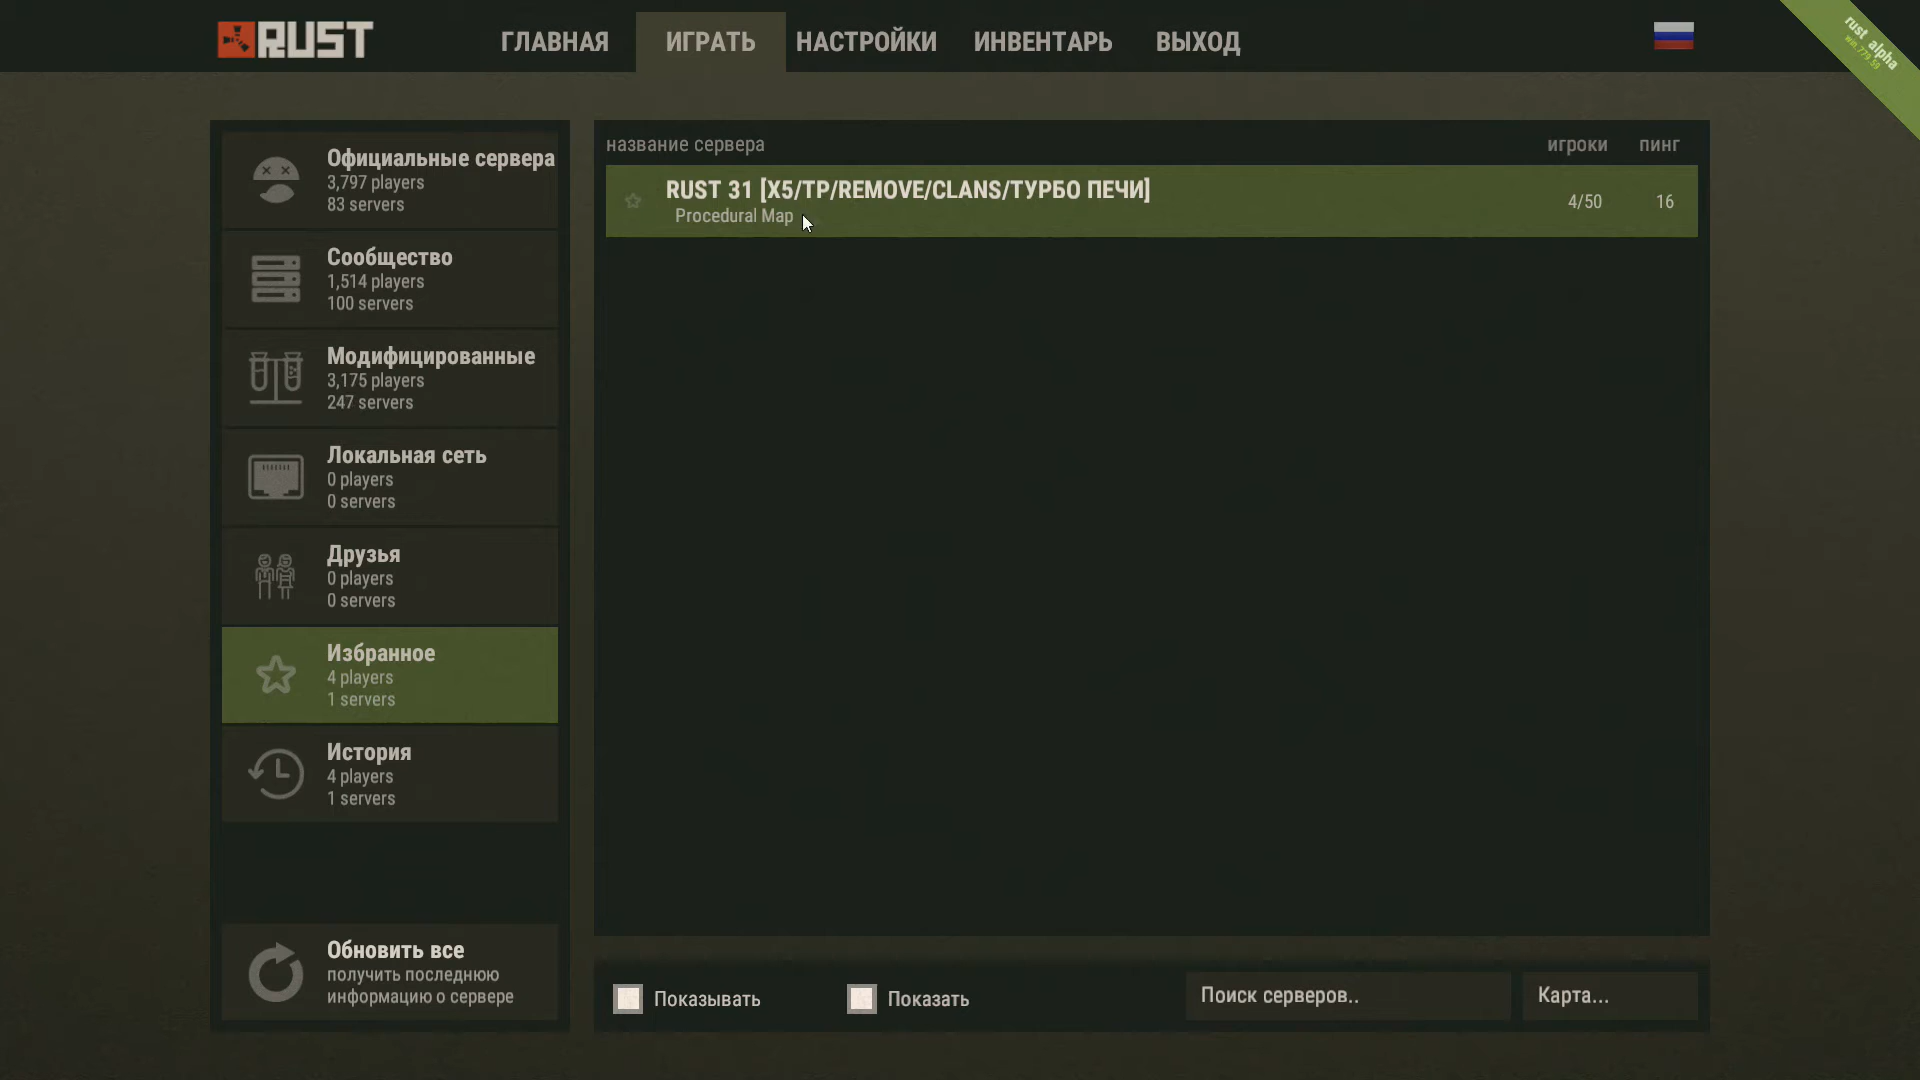 RUST
ГЛАВНАЯ
ИГРАТЬ
НАСТРОЙКИ
ИНВЕНТАРЬ
ВЫХОД
rust alpha
Официальные сервера
3,797 players
83 servers
Сообщество
1,514 players
100 servers
Модифицированные
3,175 players
247 servers
Локальная сеть
0 players
0 servers
Друзья
0 players
0 servers
Избранное
4 players
1 servers
История
4 players
1 servers
Обновить все
получить последнюю
информацию о сервере
название сервера
игроки
пинг
RUST 31 [X5/TP/REMOVE/CLANS/ТУРБО ПЕЧИ]
Procedural Map
4/50
16
Показывать
Показать
Поиск серверов..
Карта...